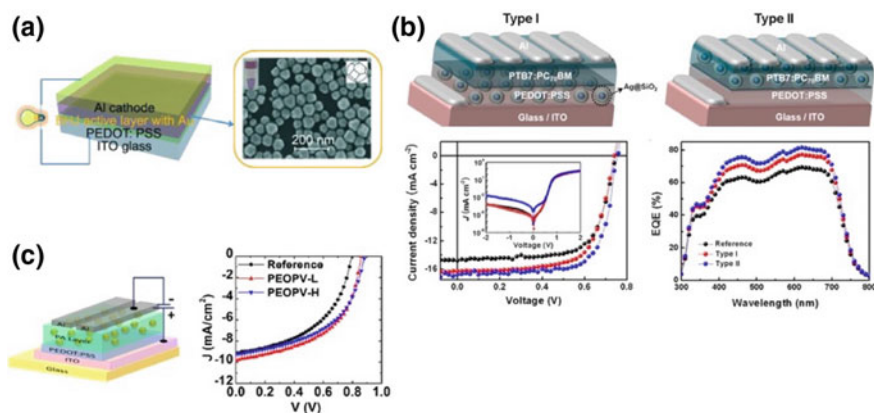 (a)
Al cathode
active layer with Au
PEDOT: PSS
ITO glass
200 nm
(b)
Type I
Al
PTB7:PC₇₀BM
PEDOT:PSS
Glass / ITO
Ag@SiO₂
Type II
Al
PTB7:PC₇₀BM
PEDOT:PSS
Glass / ITO
Current density (mA cm⁻²)
0
-4
-8
-12
-16
0.0
0.2
0.4
0.6
0.8
Voltage (V)
J (mA cm⁻²)
-2
-1
0
1
2
Voltage (V)
EQE (%)
80
60
40
20
0
300
400
500
600
700
800
Wavelength (nm)
Reference
Type I
Type II
(c)
Al
Al
Layer
PEDOT:PSS
ITO
Glass
-
+
J (mA/cm²)
0
-2
-4
-6
-8
-10
-12
0.0
0.2
0.4
0.6
0.8
1.0
V (V)
Reference
PEOPV-L
PEOPV-H